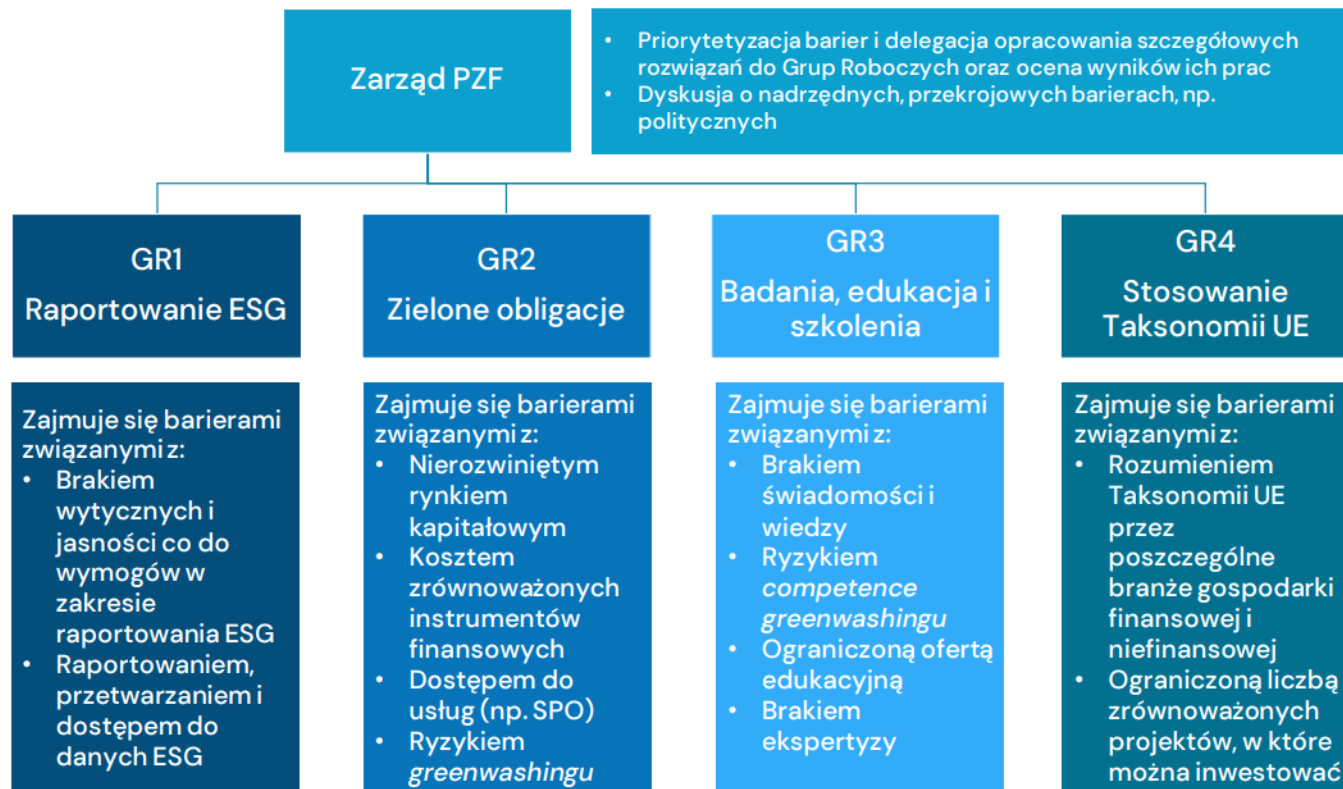 Zarząd PZF
• Priorytetyzacja barier i delegacja opracowania szczegółowych
rozwiązań do Grup Roboczych oraz ocena wyników ich prac
• Dyskusja o nadrzędnych, przekrojowych barierach, np.
politycznych
GR1
Raportowanie ESG
GR2
Zielone obligacje
GR3
Badania, edukacja i
szkolenia
GR4
Stosowanie
Taksonomii UE
Zajmuje się barierami
związanymi z:
• Brakiem
wytycznych i
jasności co do
wymogów w
zakresie
raportowania ESG
• Raportowaniem,
przetwarzaniem i
dostępem do
danych ESG
Zajmuje się barierami
związanymi z:
• Nierozwiniętym
rynkiem
kapitałowym
• Kosztem
zrównoważonych
instrumentów
finansowych
• Dostępem do
usług (np. SPO)
• Ryzykiem
greenwashingu
Zajmuje się barierami
związanymi z:
• Brakiem
świadomości i
wiedzy
• Ryzykiem
competence
greenwashingu
• Ograniczoną ofertą
edukacyjną
• Brakiem
ekspertyzy
Zajmuje się barierami
związanymi z:
• Rozumieniem
Taksonomii UE
przez
poszczególne
branże gospodarki
finansowej i
niefinansowej
• Ograniczoną liczbą
zrównoważonych
projektów, w które
można inwestować